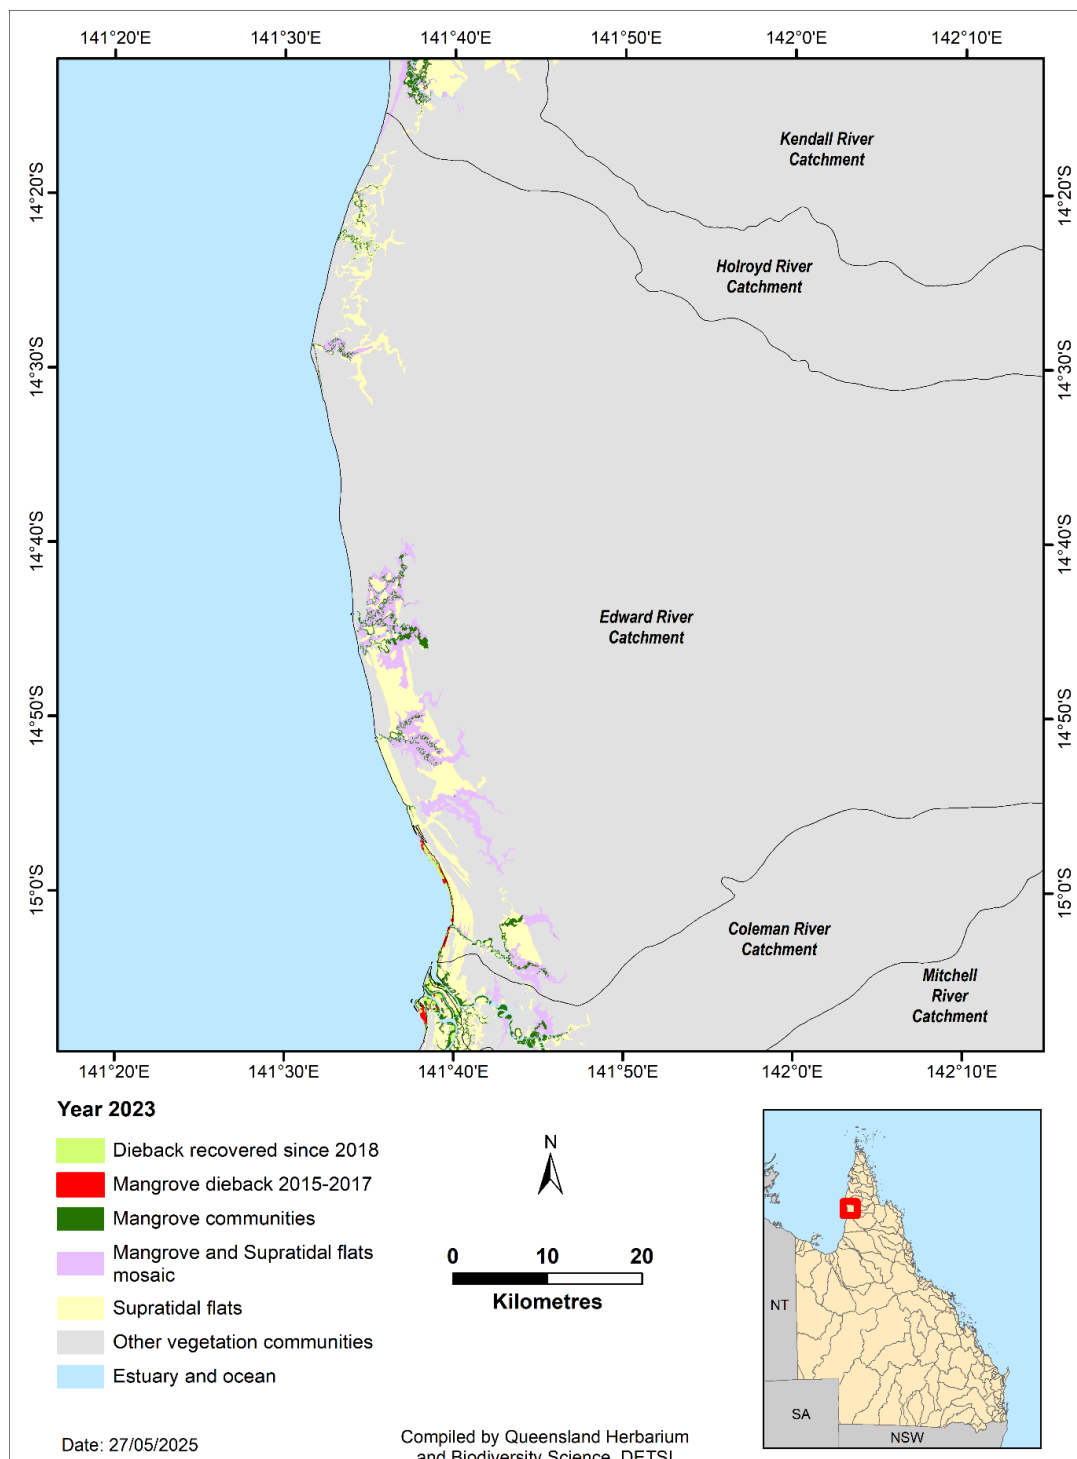 141°20'E 141°30'E 141°40'E 141°50'E 142°0'E 142°10'E
Kendall River
Catchment
14°20'S
14°20'S
Holroyd River
Catchment
14°30'S
14°30'S
14°40'S
14°40'S
Edward River
Catchment
14°50'S
14°50'S
15°0'S
15°0'S
Coleman River
Catchment
Mitchell
River
Catchment
141°20'E 141°30'E 141°40'E 141°50'E 142°0'E 142°10'E
Year 2023
Dieback recovered since 2018
Mangrove dieback 2015-2017
Mangrove communities
Mangrove and Supratidal flats
mosaic
Supratidal flats
Other vegetation communities
Estuary and ocean
N
0 10 20
Kilometres
NT
SA
NSW
Date: 27/05/2025
Compiled by Queensland Herbarium
and Biodiversity Science, DETSI